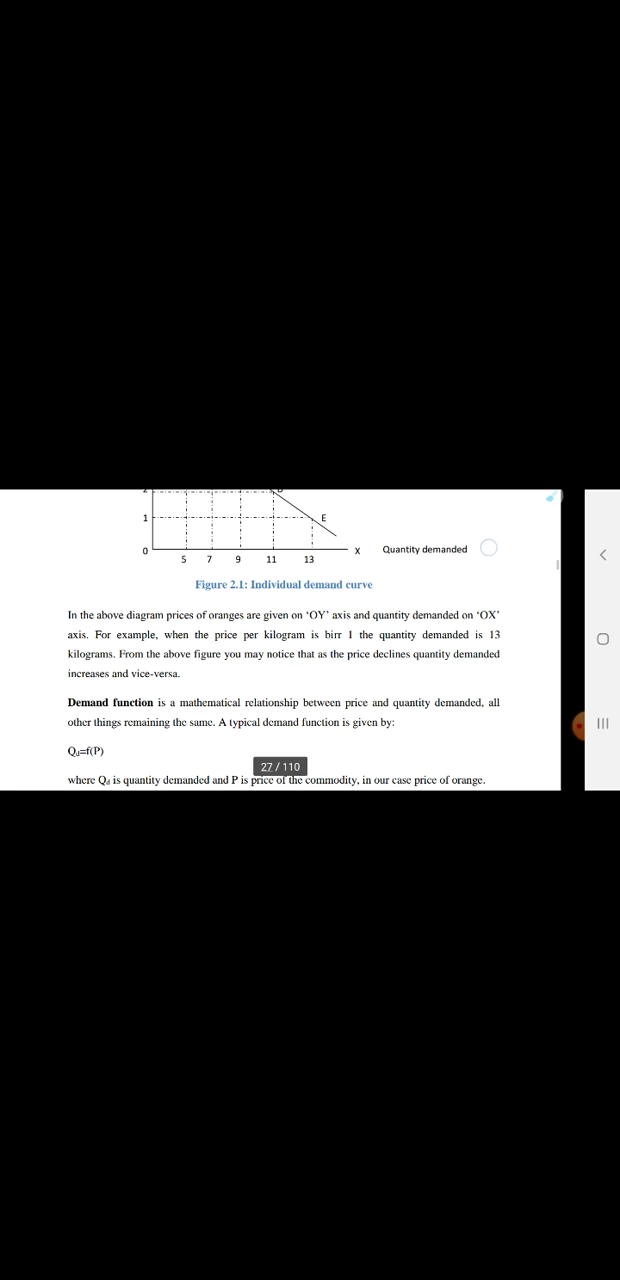 2
D
1
E
0
X Quantity demanded
5 7 9 11 13
Figure 2.1: Individual demand curve
In the above diagram prices of oranges are given on ‘OY’ axis and quantity demanded on ‘OX’
axis. For example, when the price per kilogram is birr 1 the quantity demanded is 13
kilograms. From the above figure you may notice that as the price declines quantity demanded
increases and vice-versa.
Demand function is a mathematical relationship between price and quantity demanded, all
other things remaining the same. A typical demand function is given by:
Qd=f(P)
27 / 110
where Qd is quantity demanded and P is price of the commodity, in our case price of orange.